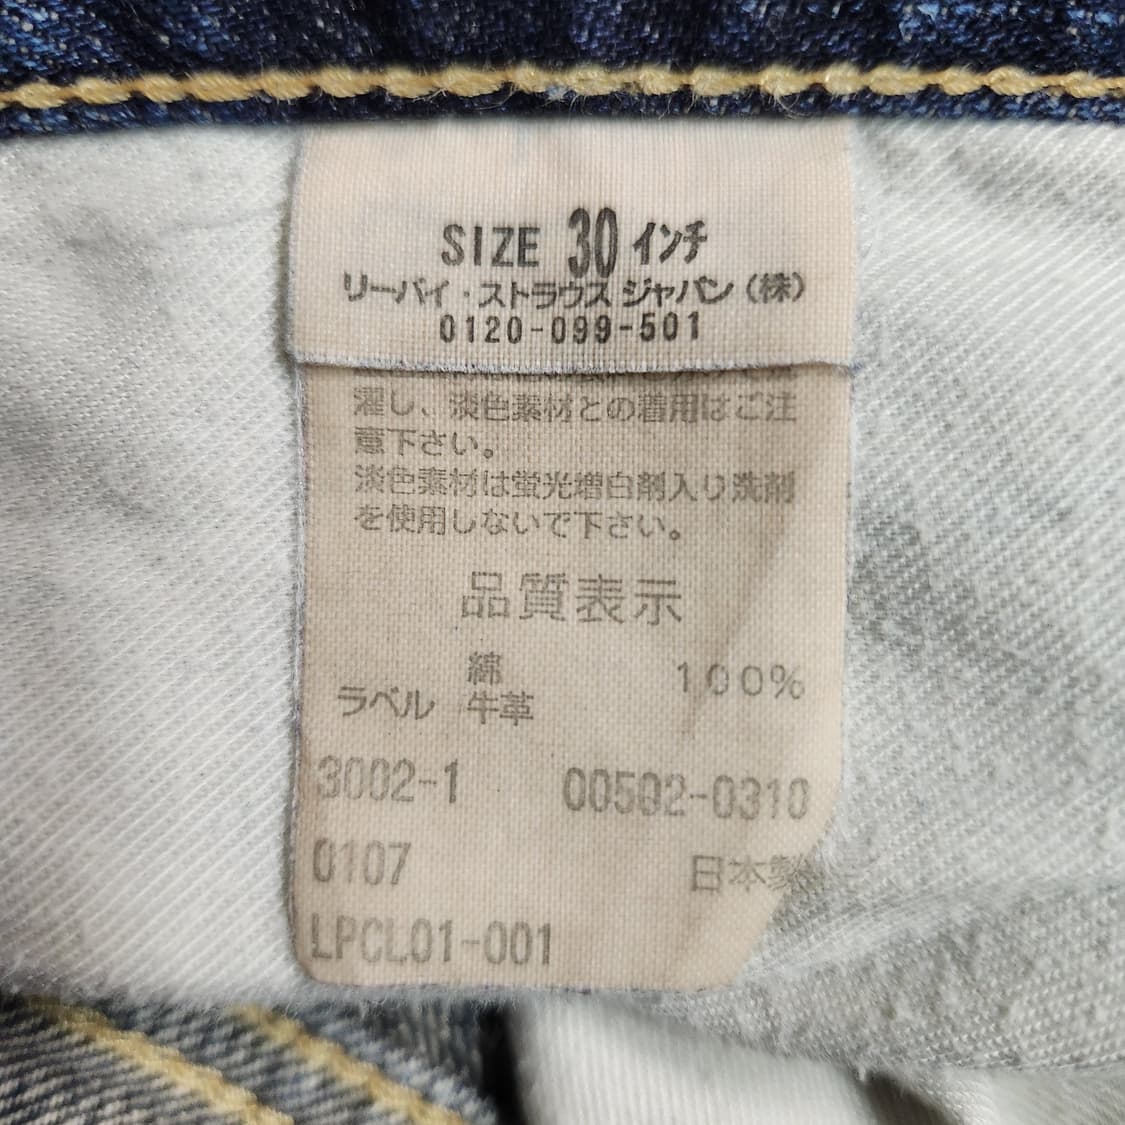 SIZE 30 インチ
リーバイ・ストラウス ジャパン(株)
0120-099-501
濯し、淡色素材との着用はご注
意下さい。
淡色素材は蛍光増白剤入り洗剤
を使用しないで下さい。
品質表示
綿 100%
ラベル 牛革
3002-1 00502-0310
0107 日本製
LPCL01-001